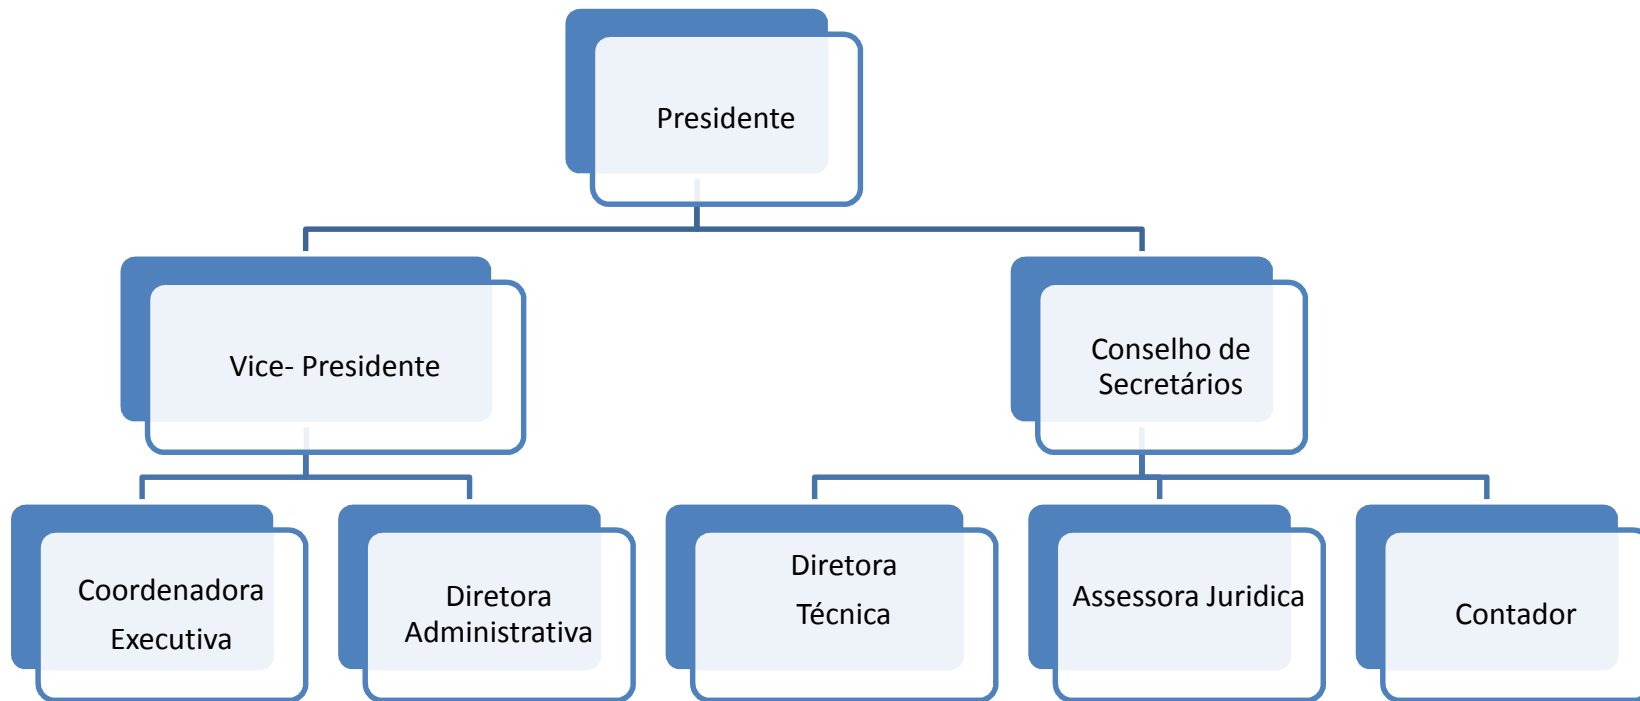 Presidente
Vice- Presidente
Conselho de
Secretários
Coordenadora
Executiva
Diretora
Administrativa
Diretora
Técnica
Assessora Juridica
Contador